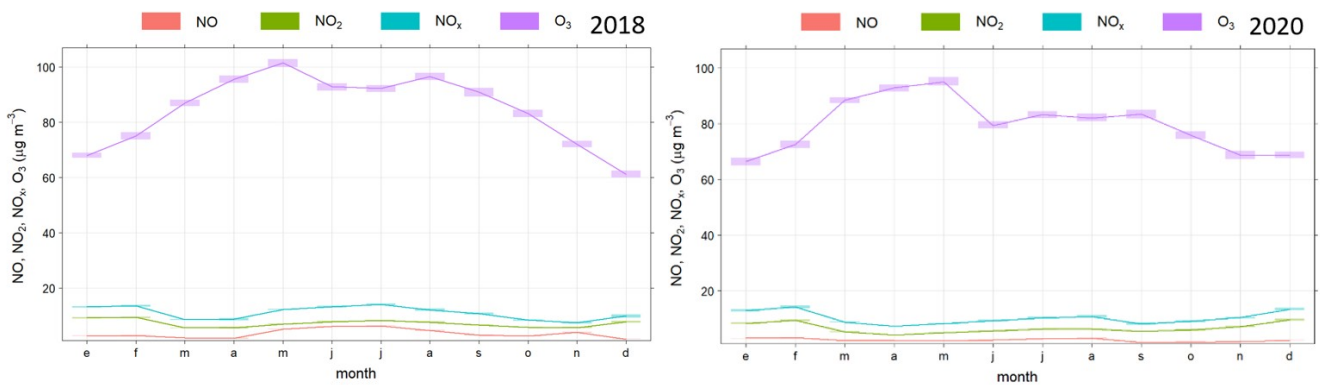 NO NO₂ NOₓ O₃ 2018
100
80
60
40
20
NO, NO₂, NOₓ, O₃ (µg m⁻³)
e f m a m j j a s o n d
month
NO NO₂ NOₓ O₃ 2020
100
80
60
40
20
NO, NO₂, NOₓ, O₃ (µg m⁻³)
e f m a m j j a s o n d
month